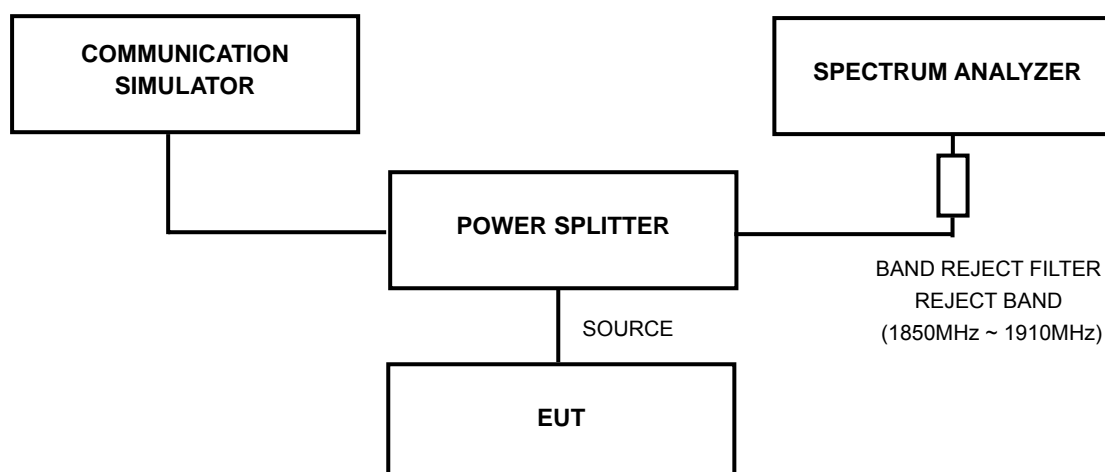 COMMUNICATION
SIMULATOR
SPECTRUM ANALYZER
POWER SPLITTER
BAND REJECT FILTER
REJECT BAND
(1850MHz ~ 1910MHz)
SOURCE
EUT